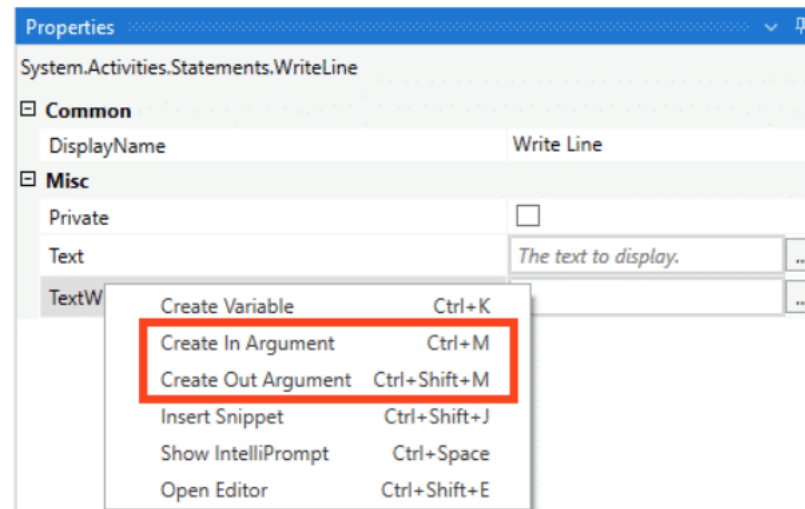 Properties
System.Activities.Statements.WriteLine
Common
DisplayName Write Line
Misc
Private
Text The text to display. ...
TextW ...
Create Variable Ctrl+K
Create In Argument Ctrl+M
Create Out Argument Ctrl+Shift+M
Insert Snippet Ctrl+Shift+J
Show IntelliPrompt Ctrl+Space
Open Editor Ctrl+Shift+E